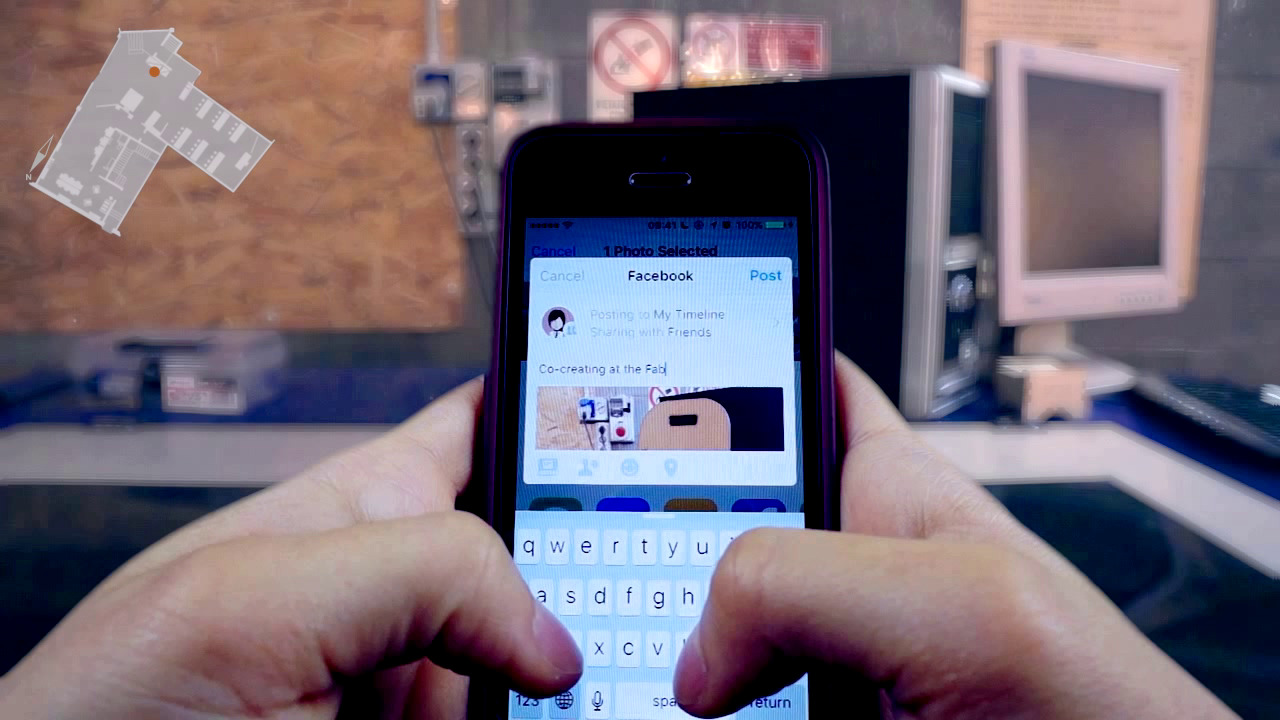 N
09:41 100%
Cancel 1 Photo Selected
Cancel Facebook Post
Posting to My Timeline
Sharing with Friends
Co-creating at the Fab
q w e r t y u
a s d f g h
x c v
123 spa return